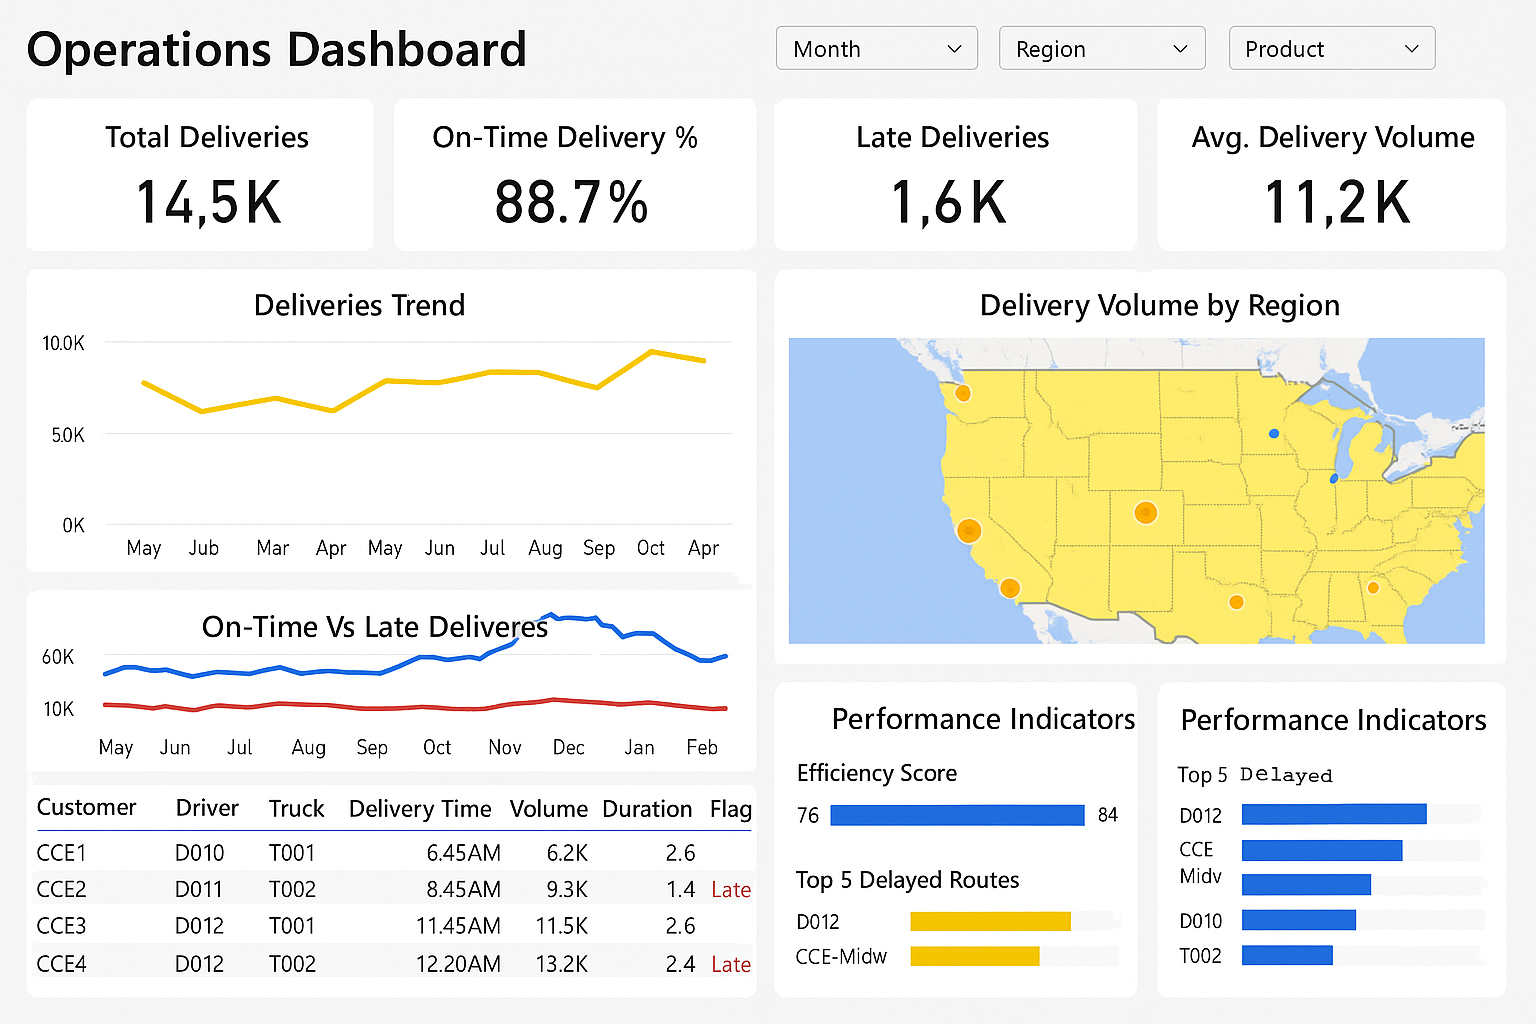 Operations Dashboard
Month
Region
Product
Total Deliveries
14,5K
On-Time Delivery %
88.7%
Late Deliveries
1,6K
Avg. Delivery Volume
11,2K
Deliveries Trend
10.0K
5.0K
0K
May Jub Mar Apr May Jun Jul Aug Sep Oct Apr
Delivery Volume by Region
On-Time Vs Late Deliveres
60K
10K
May Jun Jul Aug Sep Oct Nov Dec Jan Feb
Customer Driver Truck Delivery Time Volume Duration Flag
CCE1 D010 T001 6.45AM 6.2K 2.6
CCE2 D011 T002 8.45AM 9.3K 1.4 Late
CCE3 D012 T001 11.45AM 11.5K 2.6
CCE4 D012 T002 12.20AM 13.2K 2.4 Late
Performance Indicators
Efficiency Score
76 84
Top 5 Delayed Routes
D012
CCE-Midw
Performance Indicators
Top 5 Delayed
D012
CCE
Midv
D010
T002